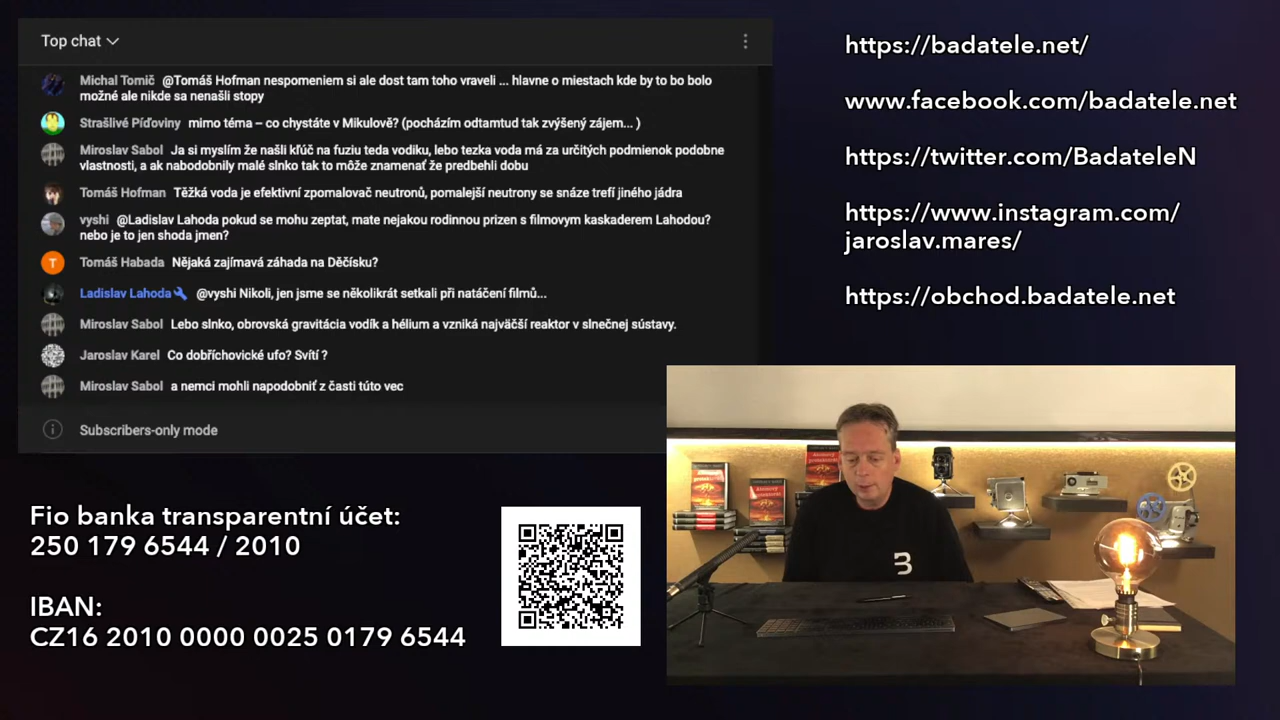 Top chat
Michal Tomič @Tomáš Hofman nespomeniem si ale dost tam toho vraveli ... hlavne o miestach kde by to bo bolo
možné ale nikde sa nenašli stopy
Strašlivé Píďoviny mimo téma – co chystáte v Mikulově? (pocházím odtamtud tak zvýšený zájem... )
Miroslav Sabol Ja si myslím že našli kľúč na fuziu teda vodiku, lebo tezka voda má za určitých podmienok podobne
vlastnosti, a ak nabodobnily malé slnko tak to môže znamenať že predbehli dobu
Tomáš Hofman Těžká voda je efektivní zpomalovač neutronů, pomalejší neutrony se snáze trefí jiného jádra
vyshi @Ladislav Lahoda pokud se mohu zeptat, mate nejakou rodinnou prizen s filmovym kaskaderem Lahodou?
nebo je to jen shoda jmen?
T
Tomáš Habada Nějaká zajímavá záhada na Děčísku?
Ladislav Lahoda @vyshi Nikoli, jen jsme se několikrát setkali při natáčení filmů...
Miroslav Sabol Lebo slnko, obrovská gravitácia vodík a hélium a vzniká najväčší reaktor v slnečnej sústavy.
Jaroslav Karel Co dobříchovické ufo? Svítí ?
Miroslav Sabol a nemci mohli napodobniť z časti túto vec
Subscribers-only mode
https://badatele.net/
www.facebook.com/badatele.net
https://twitter.com/BadateleN
https://www.instagram.com/
jaroslav.mares/
https://obchod.badatele.net
Fio banka transparentní účet:
250 179 6544 / 2010
IBAN:
CZ16 2010 0000 0025 0179 6544